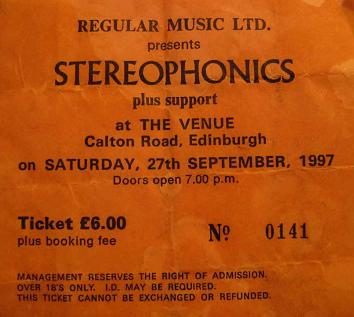 REGULAR MUSIC LTD.
presents
STEREOPHONICS
plus support
at THE VENUE
Calton Road, Edinburgh
on SATURDAY, 27th SEPTEMBER, 1997
Doors open 7.00 p.m.
Ticket £6.00
plus booking fee
Nº 0141
MANAGEMENT RESERVES THE RIGHT OF ADMISSION.
OVER 18'S ONLY. I.D. MAY BE REQUIRED.
THIS TICKET CANNOT BE EXCHANGED OR REFUNDED.